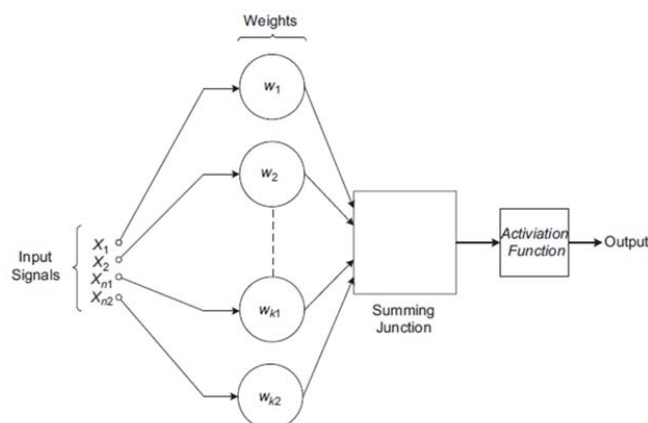 Weights
w1
w2
Input
Signals
X1
X2
Xn1
Xn2
wk1
wk2
Summing
Junction
Activiation
Function
Output